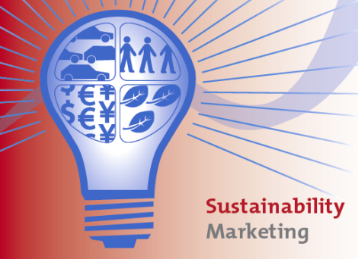 ¥ € ¥
$ € ¥
¥
Sustainability
Marketing